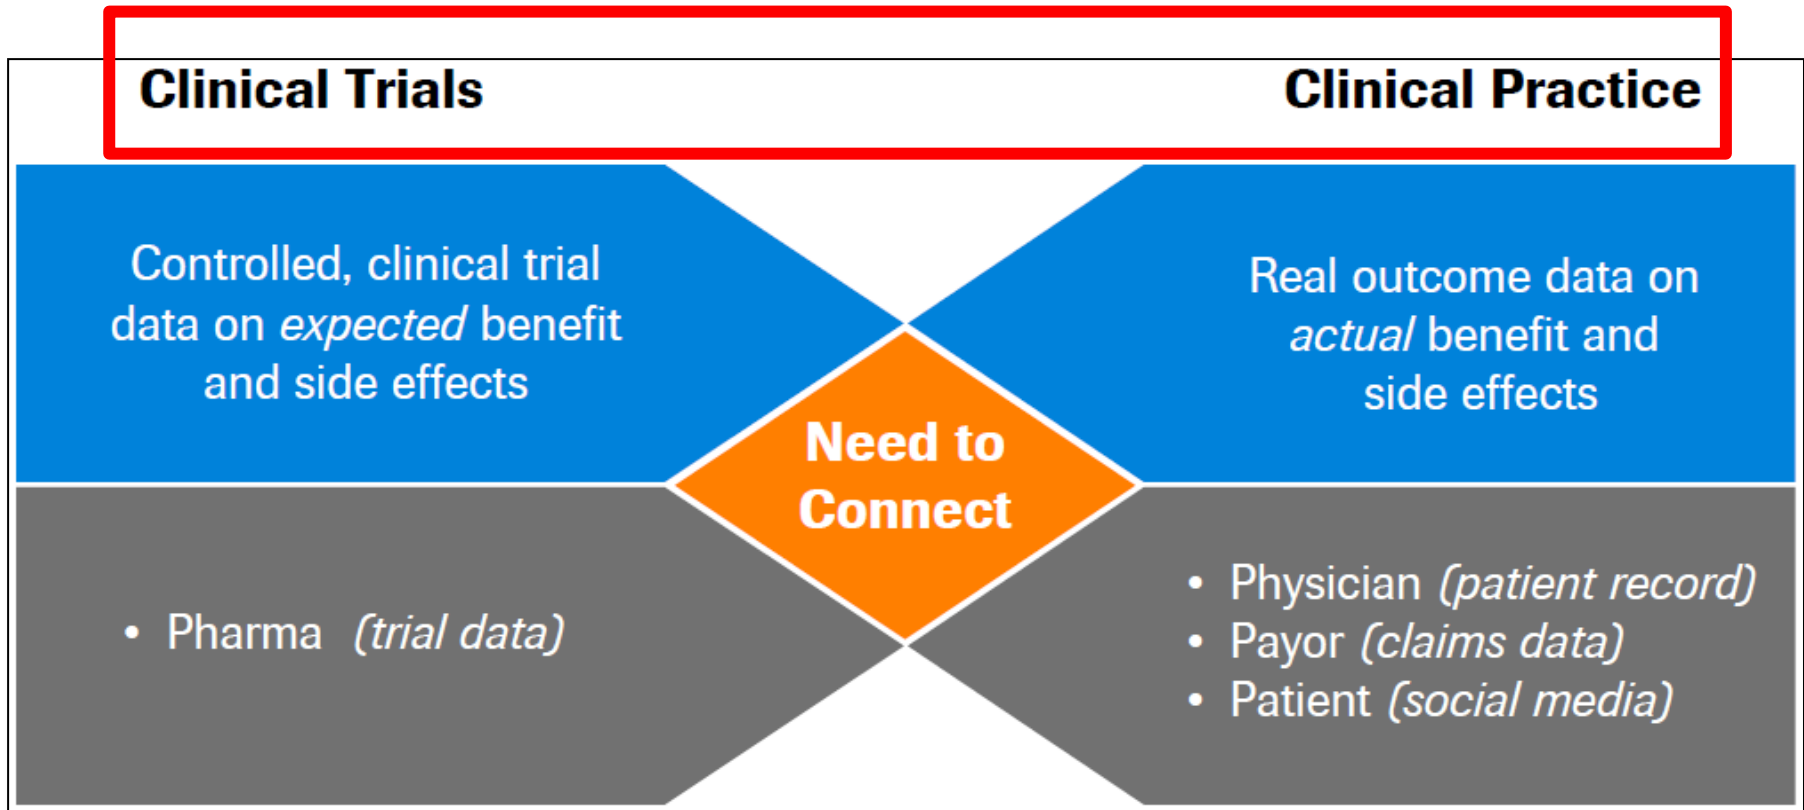 Clinical Trials
Clinical Practice
Controlled, clinical trial
data on expected benefit
and side effects
Real outcome data on
actual benefit and
side effects
Need to
Connect
• Pharma (trial data)
• Physician (patient record)
• Payor (claims data)
• Patient (social media)